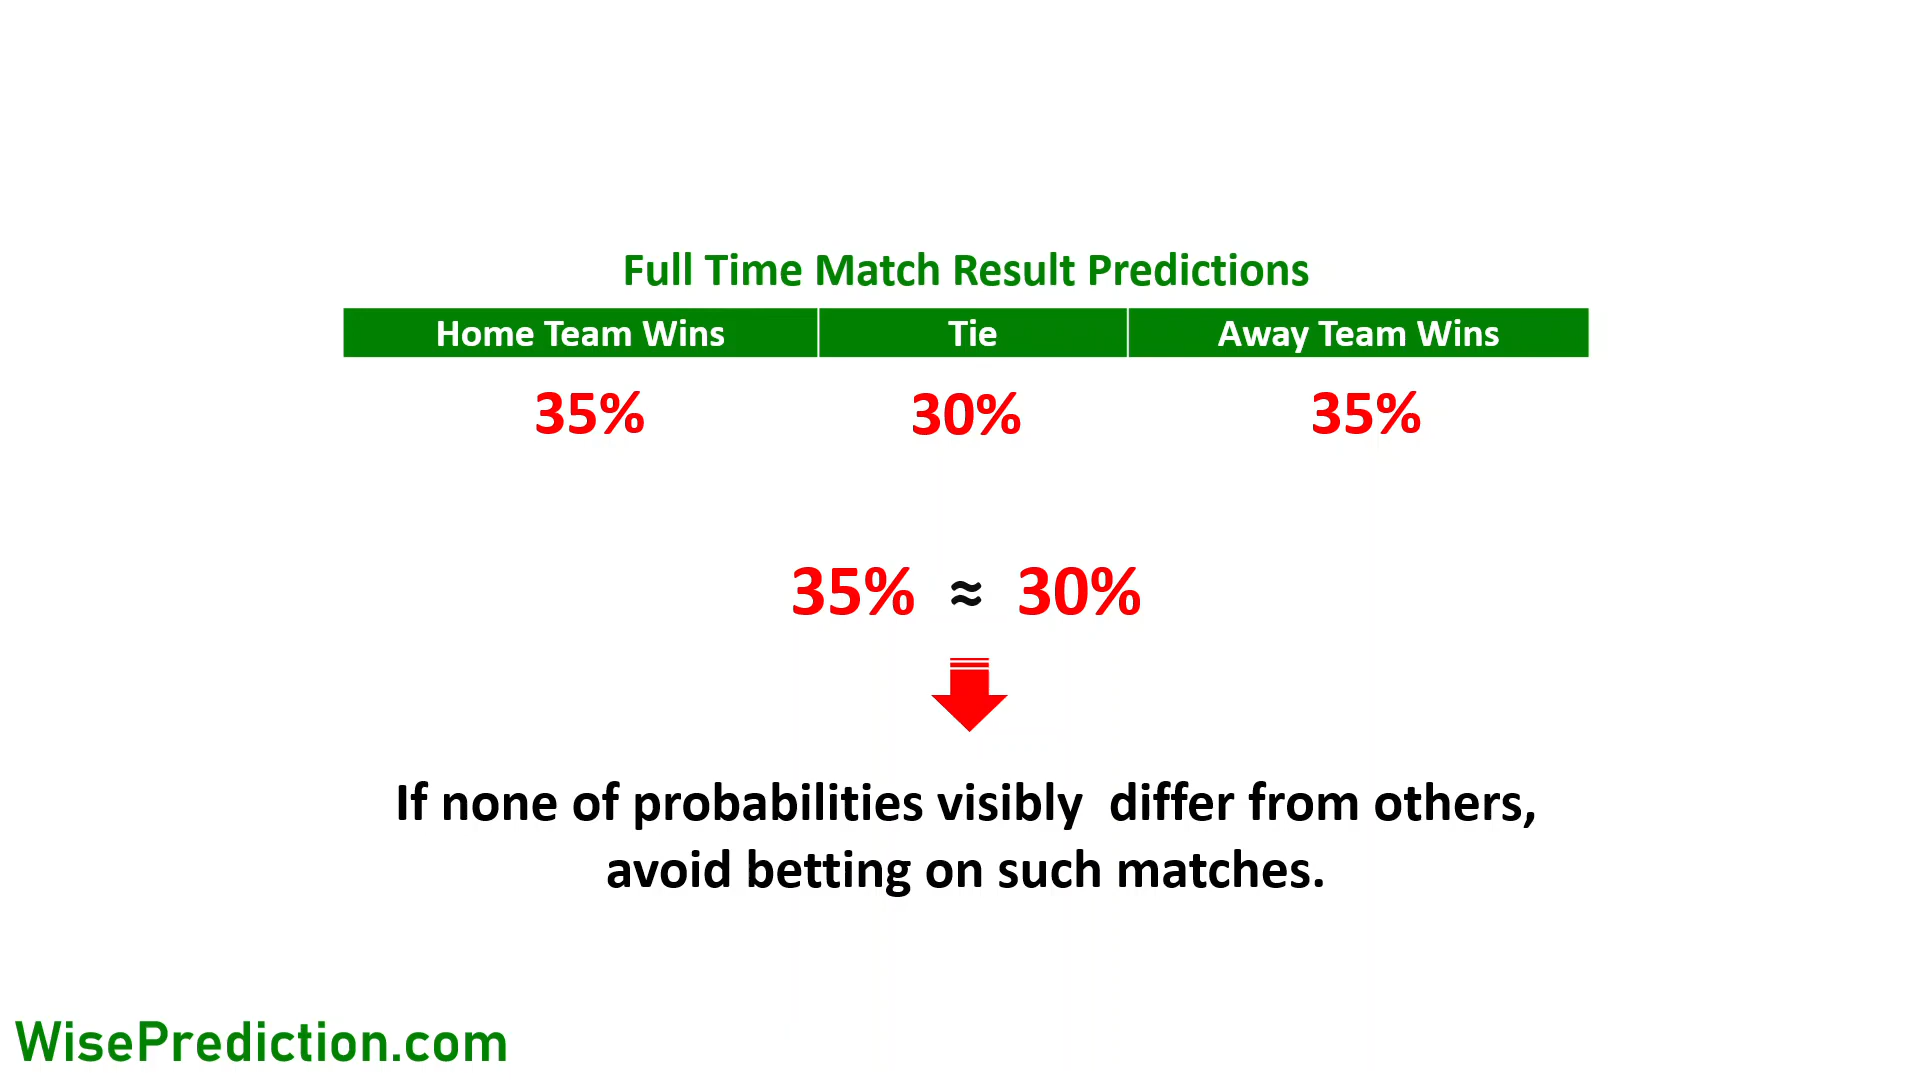 Full Time Match Result Predictions
Home Team Wins Tie Away Team Wins
35% 30% 35%
35% ≈ 30%
If none of probabilities visibly  differ from others,
avoid betting on such matches.
WisePrediction.com